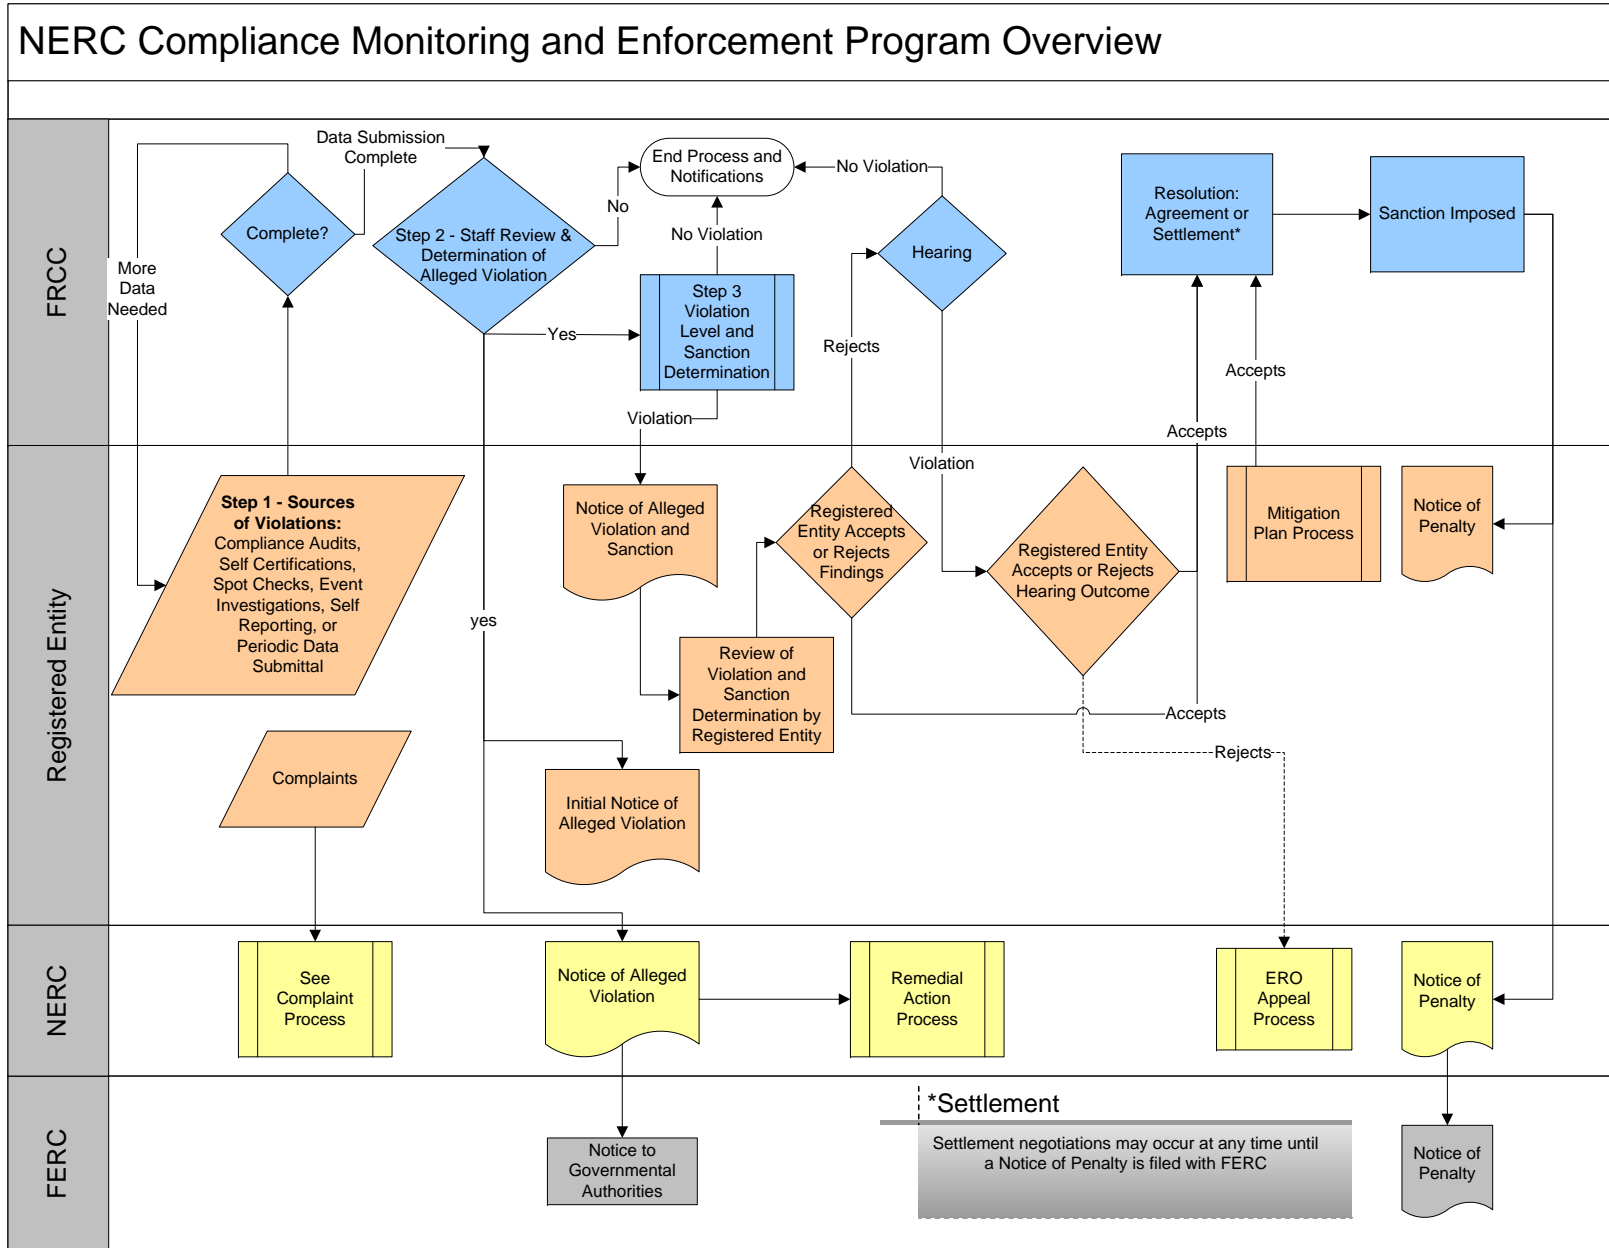 NERC Compliance Monitoring and Enforcement Program Overview
FRCC
Data Submission
Complete
More
Data
Needed
Complete?
Step 2 - Staff Review &
Determination of
Alleged Violation
No
Yes
yes
End Process and
Notifications
No Violation
Step 3
Violation
Level and
Sanction
Determination
Violation
No Violation
Hearing
Rejects
Violation
Resolution:
Agreement or
Settlement*
Sanction Imposed
Accepts
Accepts
Registered Entity
Step 1 - Sources
of Violations:
Compliance Audits,
Self Certifications,
Spot Checks, Event
Investigations, Self
Reporting, or
Periodic Data
Submittal
Complaints
Notice of Alleged
Violation and
Sanction
Review of
Violation and
Sanction
Determination by
Registered Entity
Initial Notice of
Alleged Violation
Registered
Entity Accepts
or Rejects
Findings
Registered Entity
Accepts or Rejects
Hearing Outcome
Accepts
Rejects
Mitigation
Plan Process
Notice of
Penalty
NERC
See
Complaint
Process
Notice of Alleged
Violation
Remedial
Action
Process
ERO
Appeal
Process
Notice of
Penalty
FERC
Notice to
Governmental
Authorities
*Settlement
Settlement negotiations may occur at any time until
a Notice of Penalty is filed with FERC
Notice of
Penalty